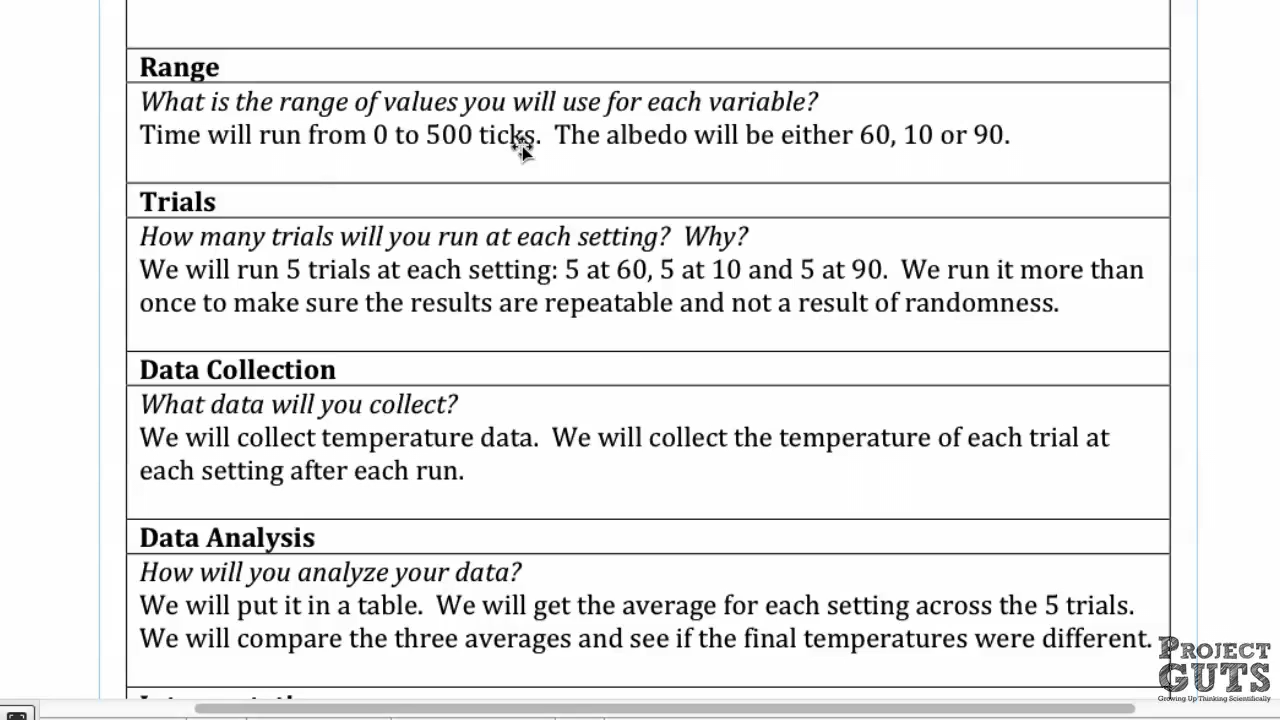 Range
What is the range of values you will use for each variable?
Time will run from 0 to 500 ticks.  The albedo will be either 60, 10 or 90.
Trials
How many trials will you run at each setting?  Why?
We will run 5 trials at each setting: 5 at 60, 5 at 10 and 5 at 90.  We run it more than
once to make sure the results are repeatable and not a result of randomness.
Data Collection
What data will you collect?
We will collect temperature data.  We will collect the temperature of each trial at
each setting after each run.
Data Analysis
How will you analyze your data?
We will put it in a table.  We will get the average for each setting across the 5 trials.
We will compare the three averages and see if the final temperatures were different.
PROJECT
GUTS
Growing Up Thinking Scientifically